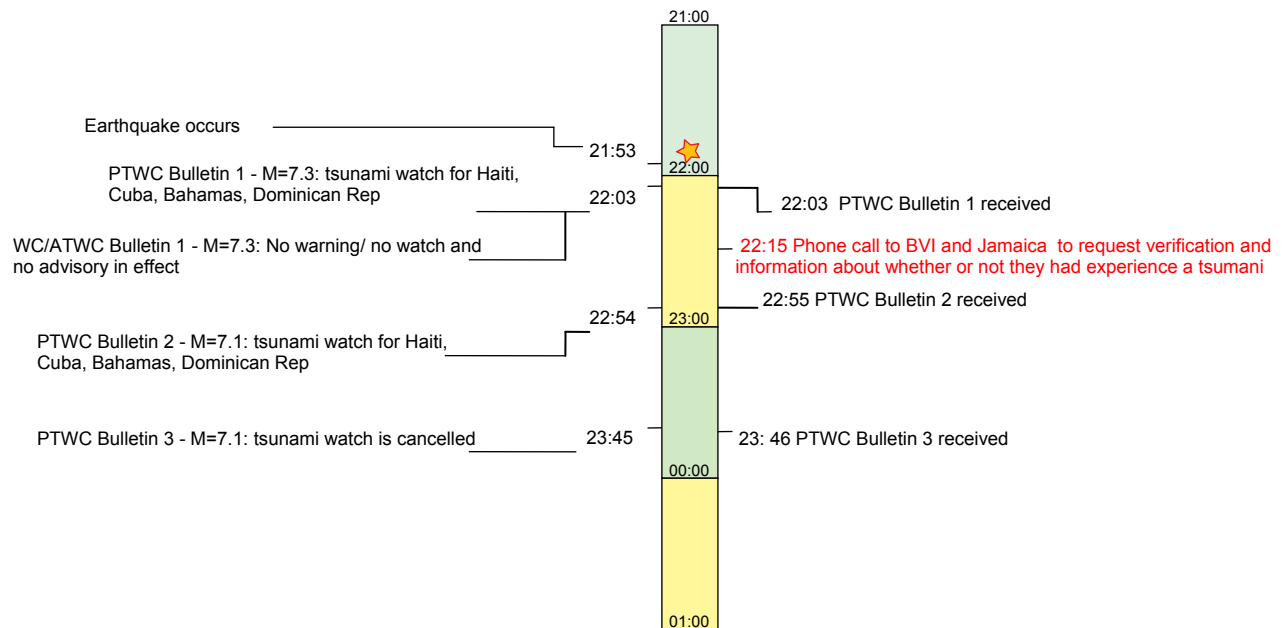 21:00
Earthquake occurs
21:53
22:00
PTWC Bulletin 1 - M=7.3: tsunami watch for Haiti,
Cuba, Bahamas, Dominican Rep
22:03
22:03 PTWC Bulletin 1 received
WC/ATWC Bulletin 1 - M=7.3: No warning/ no watch and
no advisory in effect
22:15 Phone call to BVI and Jamaica to request verification and
information about whether or not they had experience a tsumani
22:55 PTWC Bulletin 2 received
22:54
23:00
PTWC Bulletin 2 - M=7.1: tsunami watch for Haiti,
Cuba, Bahamas, Dominican Rep
PTWC Bulletin 3 - M=7.1: tsunami watch is cancelled
23:45
23: 46 PTWC Bulletin 3 received
00:00
01:00